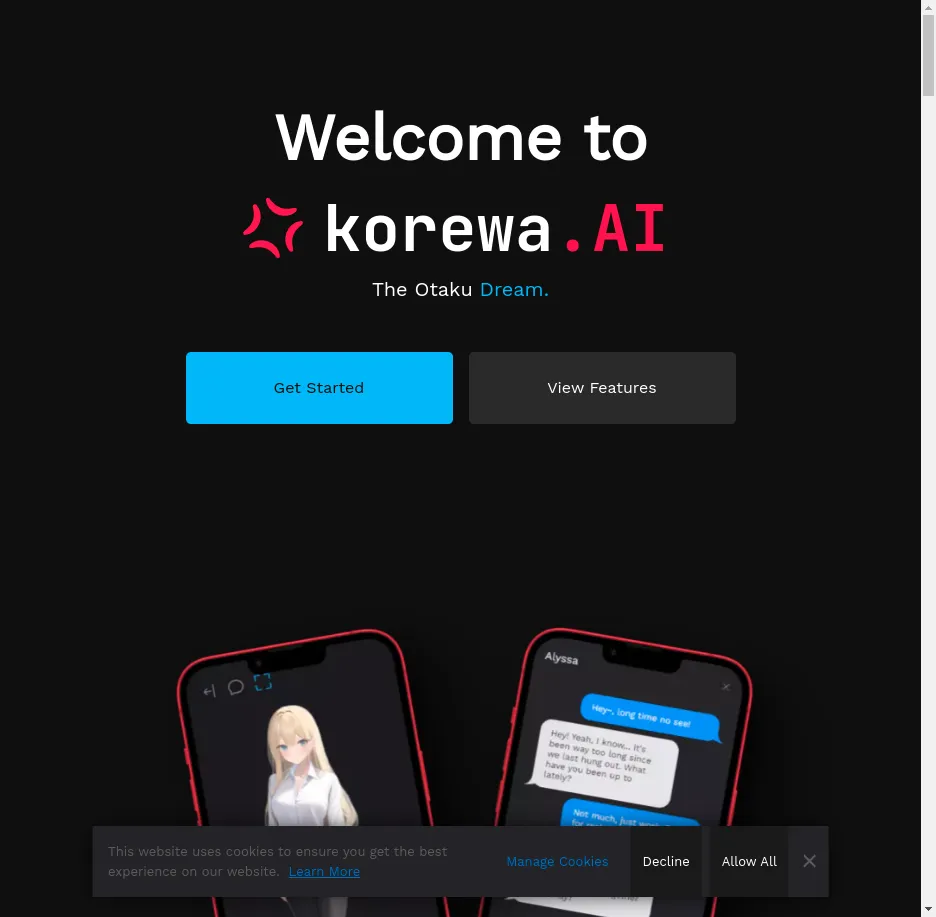 Welcome to
korewa.AI
The Otaku Dream.
Get Started
View Features
Alyssa
Hey~, long time no see!
Hey! Yeah, I know... It's
been way too long since
we last hung out. What
have you been up to
lately?
Not much, just
This website uses cookies to ensure you get the best
experience on our website. Learn More
Manage Cookies
Decline
Allow All